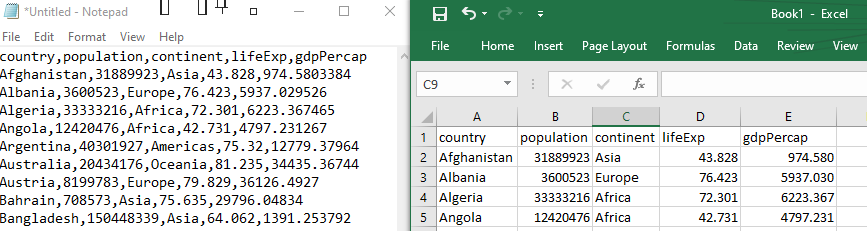 *Untitled - Notepad
File Edit Format View Help
country,population,continent,lifeExp,gdpPercap
Afghanistan,31889923,Asia,43.828,974.5803384
Albania,3600523,Europe,76.423,5937.029526
Algeria,33333216,Africa,72.301,6223.367465
Angola,12420476,Africa,42.731,4797.231267
Argentina,40301927,Americas,75.32,12779.37964
Australia,20434176,Oceania,81.235,34435.36744
Austria,8199783,Europe,79.829,36126.4927
Bahrain,708573,Asia,75.635,29796.04834
Bangladesh,150448339,Asia,64.062,1391.253792
Book1 - Excel
File Home Insert Page Layout Formulas Data Review View
C9 fx
A B C D E
1 country population continent lifeExp gdpPercap
2 Afghanistan 31889923 Asia 43.828 974.580
3 Albania 3600523 Europe 76.423 5937.030
4 Algeria 33333216 Africa 72.301 6223.367
5 Angola 12420476 Africa 42.731 4797.231